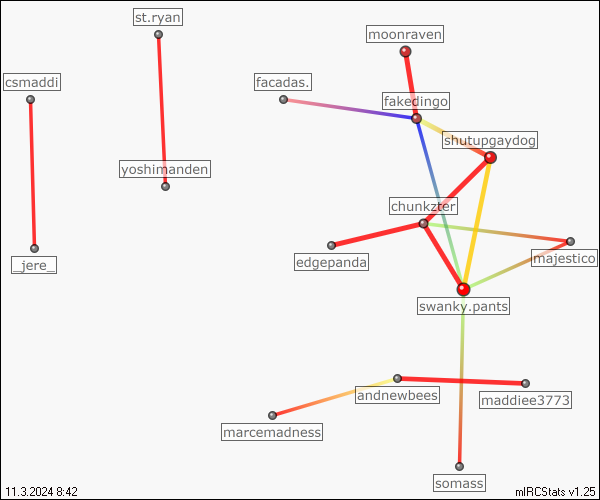 st.ryan
moonraven
csmaddi
facadas.
fakedingo
shutupgaydog
yoshimanden
chunkzter
_jere_
edgepanda
majestico
swanky.pants
andnewbees
maddiee3773
marcemadness
somass
11.3.2024 8:42
mIRCStats v1.25